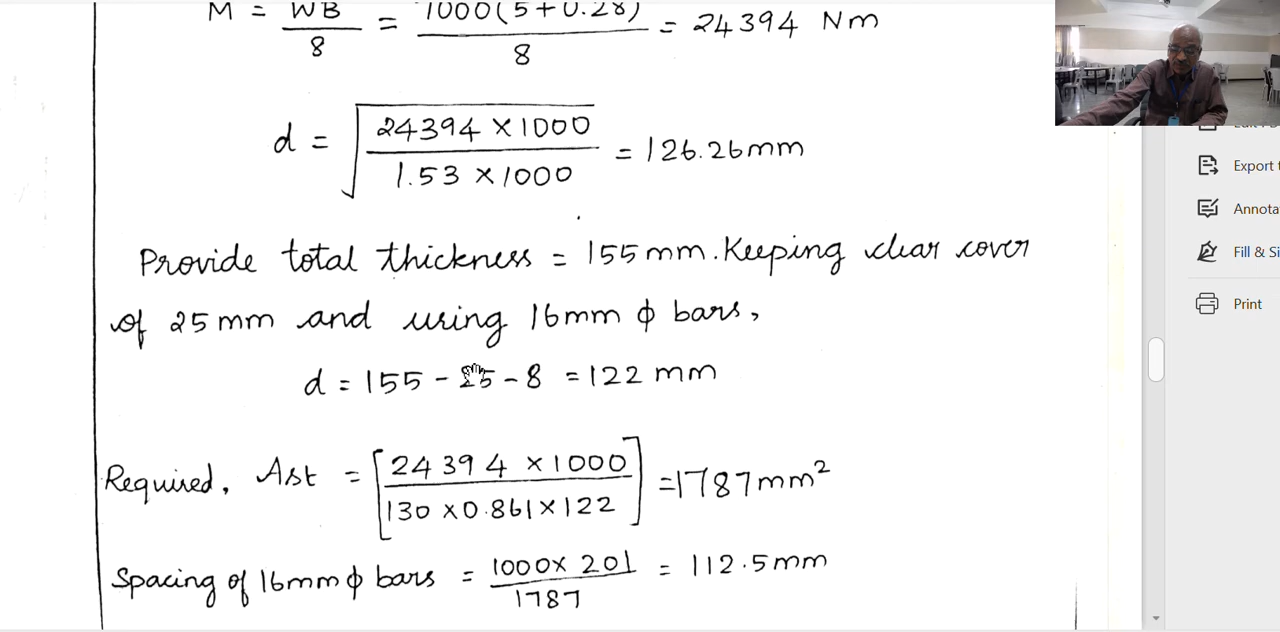 M = WB/8 = 1000(5+0.28)/8 = 24394 Nm
d = √(24394 × 1000 / 1.53 × 1000) = 126.26mm
Provide total thickness = 155mm. Keeping clear cover
of 25mm and using 16mm ϕ bars,
d = 155 - 25 - 8 = 122 mm
Required, Ast = [24394 × 1000 / 130 × 0.861 × 122] = 1787mm²
Spacing of 16mm ϕ bars = 1000 × 201 / 1787 = 112.5mm
Export t
Annota
Fill & Si
Print